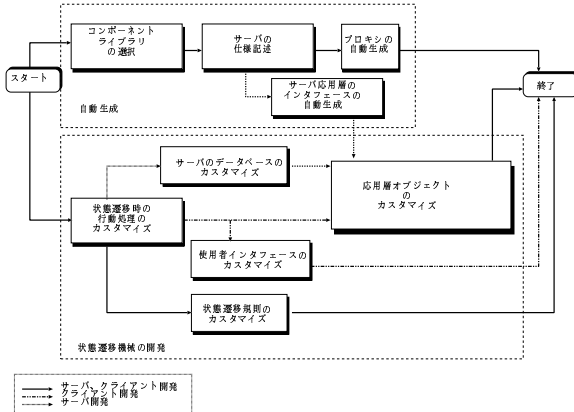 コンポーネント
ライブラリ
の選択
サーバの
仕様記述
プロキシの
自動生成
スタート
終了
サーバ応用層の
インタフェースの
自動生成
自動生成
サーバのデータベースの
カスタマイズ
応用層オブジェクト
の
カスタマイズ
状態遷移時の
行動処理の
カスタマイズ
使用者インタフェースの
カスタマイズ
状態遷移規則の
カスタマイズ
状態遷移機械の開発
サーバ、クライアント開発
クライアント開発
サーバ開発